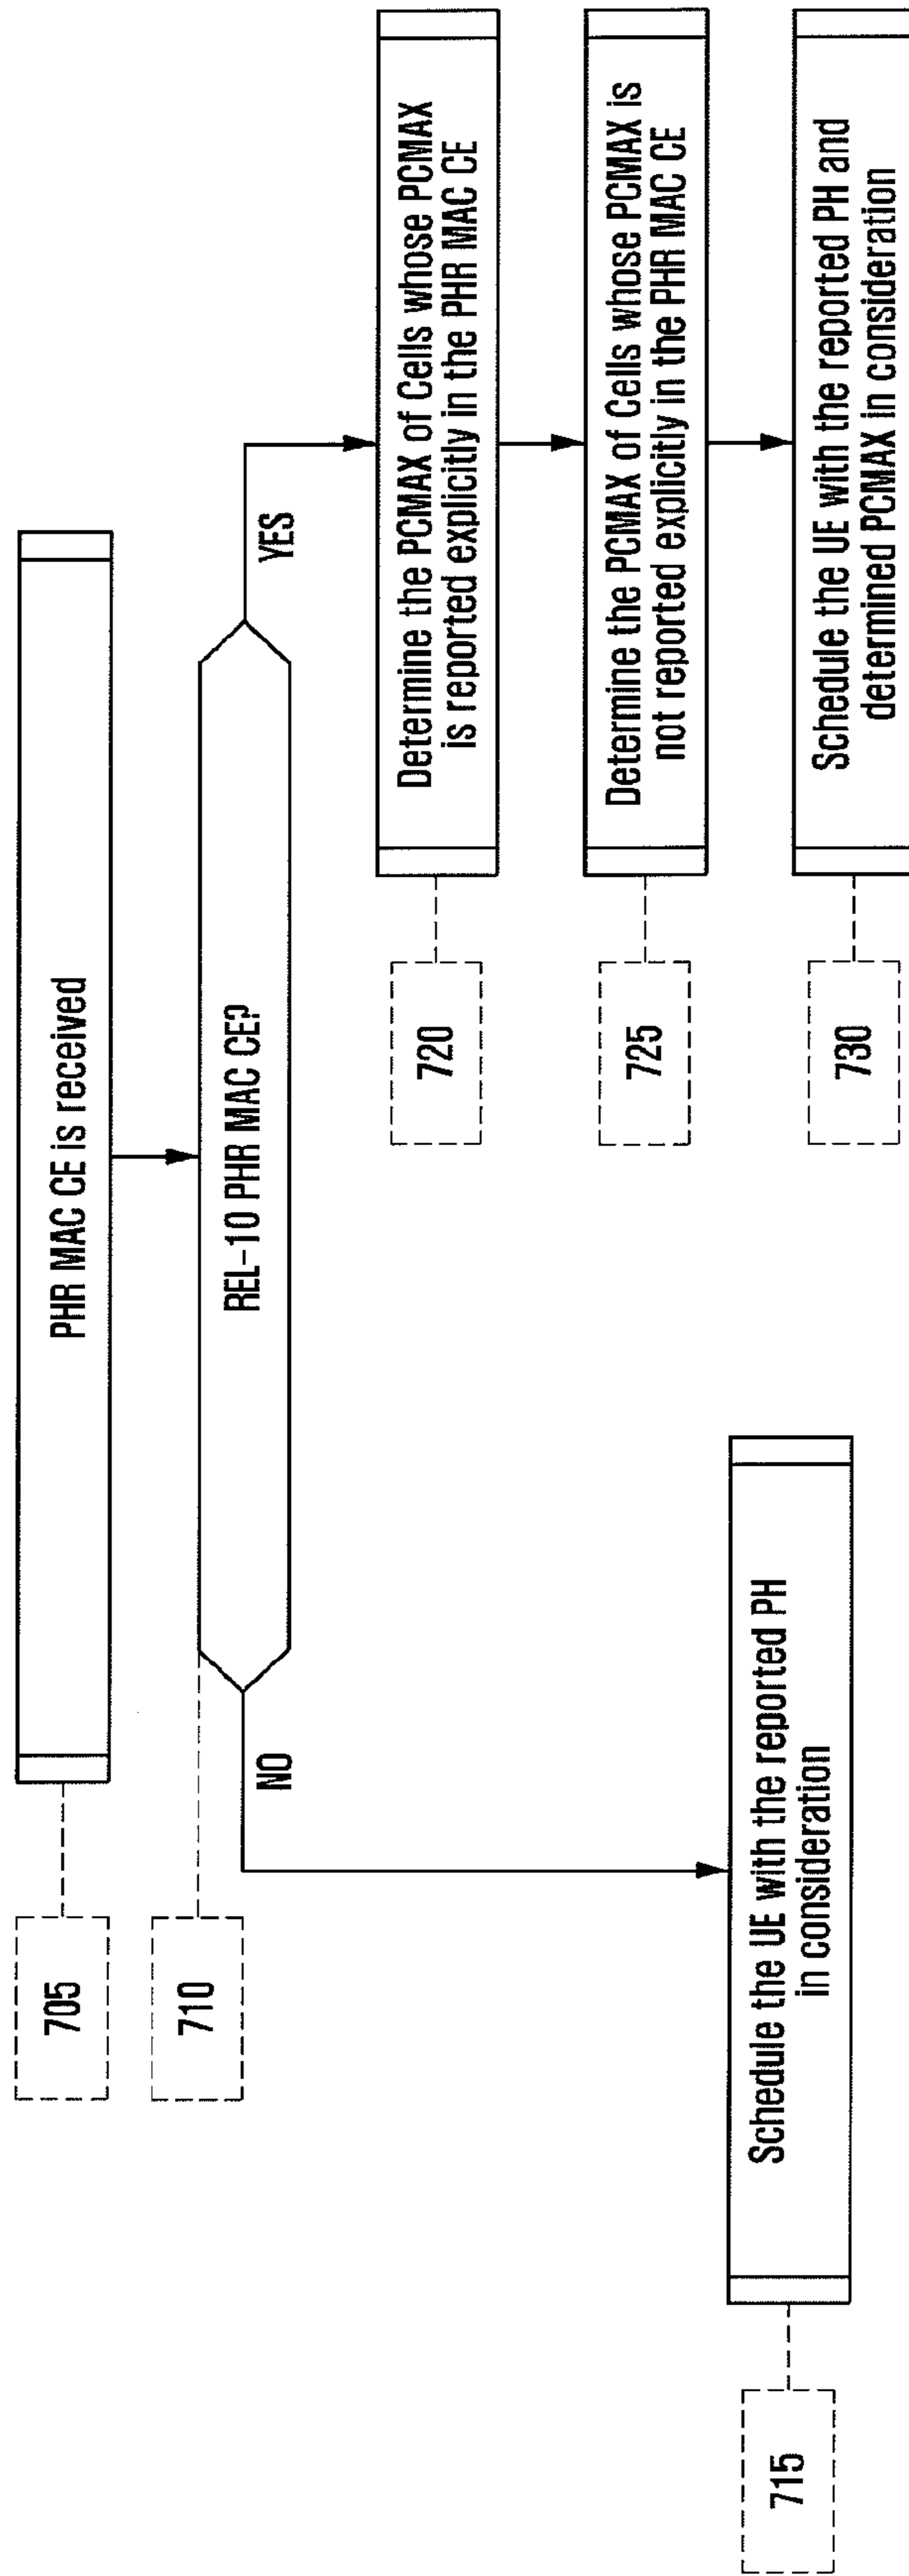 705
PHR MAC CE is received
710
REL-10 PHR MAC CE?
NO
YES
715
Schedule the UE with the reported PH
in consideration
720
Determine the PCMAX of Cells whose PCMAX
is reported explicitly in the PHR MAC CE
725
Determine the PCMAX of Cells whose PCMAX is
not reported explicitly in the PHR MAC CE
730
Schedule the UE with the reported PH and
determined PCMAX in consideration